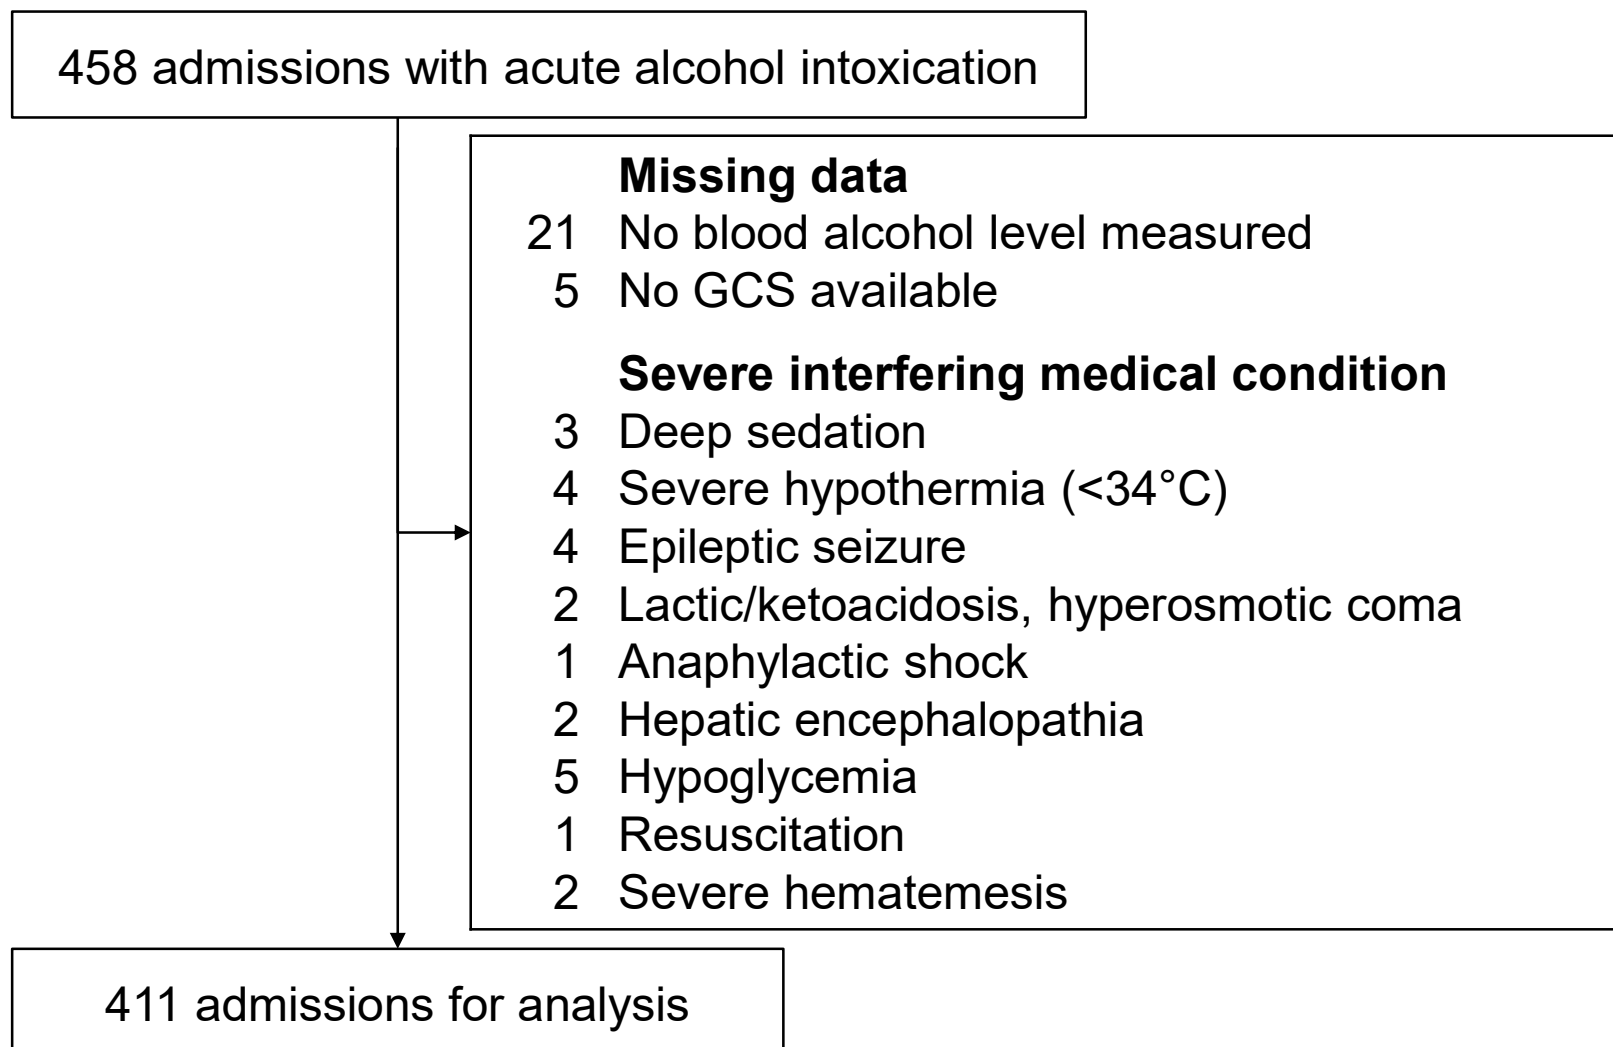 458 admissions with acute alcohol intoxication
Missing data
21 No blood alcohol level measured
5 No GCS available
Severe interfering medical condition
3 Deep sedation
4 Severe hypothermia (<34°C)
4 Epileptic seizure
2 Lactic/ketoacidosis, hyperosmotic coma
1 Anaphylactic shock
2 Hepatic encephalopathia
5 Hypoglycemia
1 Resuscitation
2 Severe hematemesis
411 admissions for analysis